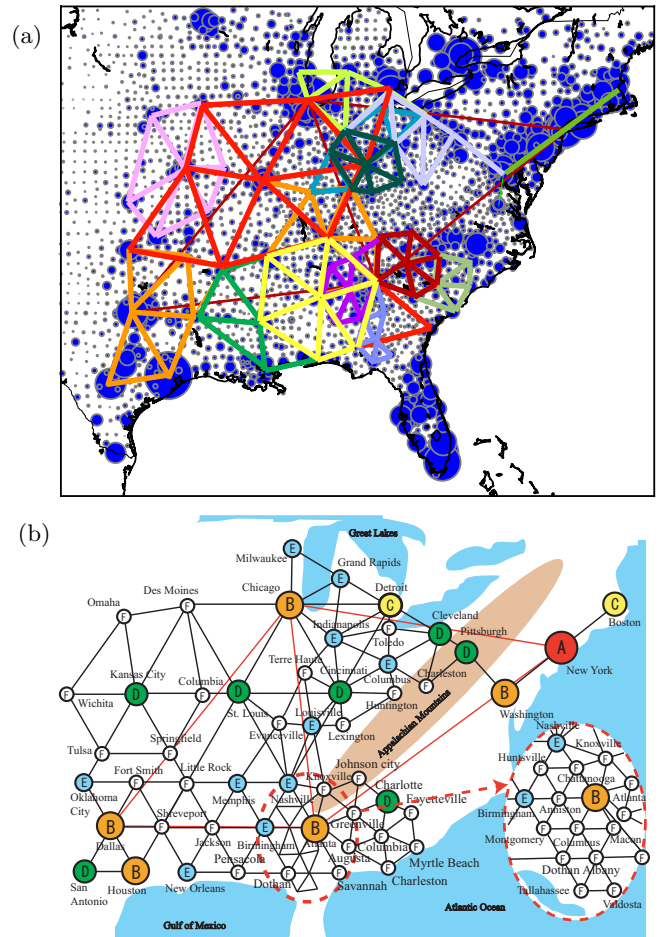 (a)
(b)
Great Lakes
Milwaukee
E
Grand Rapids
E
Chicago
Detroit
Des Moines
B
C
Cleveland
Omaha
F
F
Indianapolis
E
F
D
Pittsburgh
C
Boston
Toledo
D
A
New York
Terre Haute
Cincinnati
E
Columbus
Charleston
Kansas City
Columbia
F
F
F
D
F
D
D
F
B
Wichita
St. Louis
Louisville
Huntington
Washington
Springfield
Evanceville
F
E
F
Lexington
Appalachian Mountains
Nashville
E
Knoxville
F
Tulsa
F
F
Huntsville
F
F
Fort Smith
Little Rock
Knoxville
Johnson city
F
Chattanooga
F
F
E
F
F
E
E
F
Charlotte
D
F
Fayetteville
B
Atlanta
Oklahoma
City
Memphis
Nashville
Birmingham
E
Anniston
B
Dallas
Shreveport
F
F
E
B
Greenville
F
F
F
Jackson
Birmingham
Atlanta
Columbia
F
Montgomery
F
F
F
F
Macon
Columbus
Pensacola
Augusta
F
Myrtle Beach
F
F
F
F
F
D
B
E
F
F
F
F
Charleston
Dothan Albany
San
Antonio
Houston
New Orleans
Dothan
Savannah
Tallahassee
F
F
Valdosta
Gulf of Mexico
Atlantic Ocean